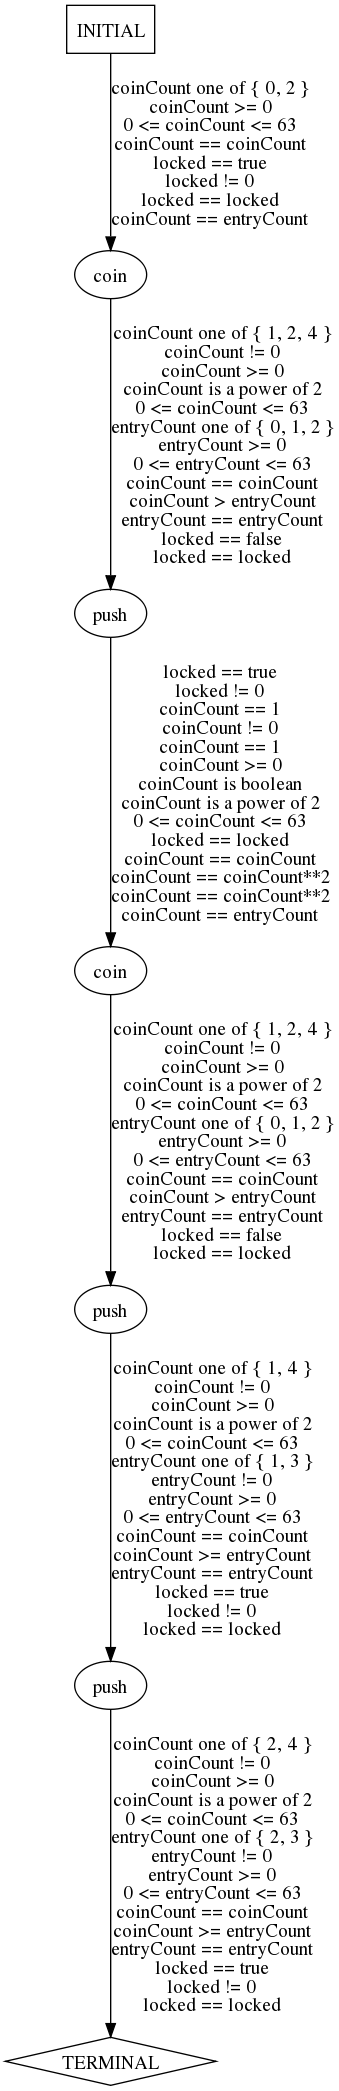 INITIAL
coinCount one of { 0, 2 }
coinCount >= 0
0 <= coinCount <= 63
coinCount == coinCount
locked == true
locked != 0
locked == locked
coinCount == entryCount
coin
coinCount one of { 1, 2, 4 }
coinCount != 0
coinCount >= 0
coinCount is a power of 2
0 <= coinCount <= 63
entryCount one of { 0, 1, 2 }
entryCount >= 0
0 <= entryCount <= 63
coinCount == coinCount
coinCount > entryCount
entryCount == entryCount
locked == false
locked == locked
push
locked == true
locked != 0
coinCount == 1
coinCount != 0
coinCount == 1
coinCount >= 0
coinCount is boolean
coinCount is a power of 2
0 <= coinCount <= 63
locked == locked
coinCount == coinCount
coinCount == coinCount**2
coinCount == coinCount**2
coinCount == entryCount
coin
coinCount one of { 1, 2, 4 }
coinCount != 0
coinCount >= 0
coinCount is a power of 2
0 <= coinCount <= 63
entryCount one of { 0, 1, 2 }
entryCount >= 0
0 <= entryCount <= 63
coinCount == coinCount
coinCount > entryCount
entryCount == entryCount
locked == false
locked == locked
push
coinCount one of { 1, 4 }
coinCount != 0
coinCount >= 0
coinCount is a power of 2
0 <= coinCount <= 63
entryCount one of { 1, 3 }
entryCount != 0
entryCount >= 0
0 <= entryCount <= 63
coinCount == coinCount
coinCount >= entryCount
entryCount == entryCount
locked == true
locked != 0
locked == locked
push
coinCount one of { 2, 4 }
coinCount != 0
coinCount >= 0
coinCount is a power of 2
0 <= coinCount <= 63
entryCount one of { 2, 3 }
entryCount != 0
entryCount >= 0
0 <= entryCount <= 63
coinCount == coinCount
coinCount >= entryCount
entryCount == entryCount
locked == true
locked != 0
locked == locked
TERMINAL